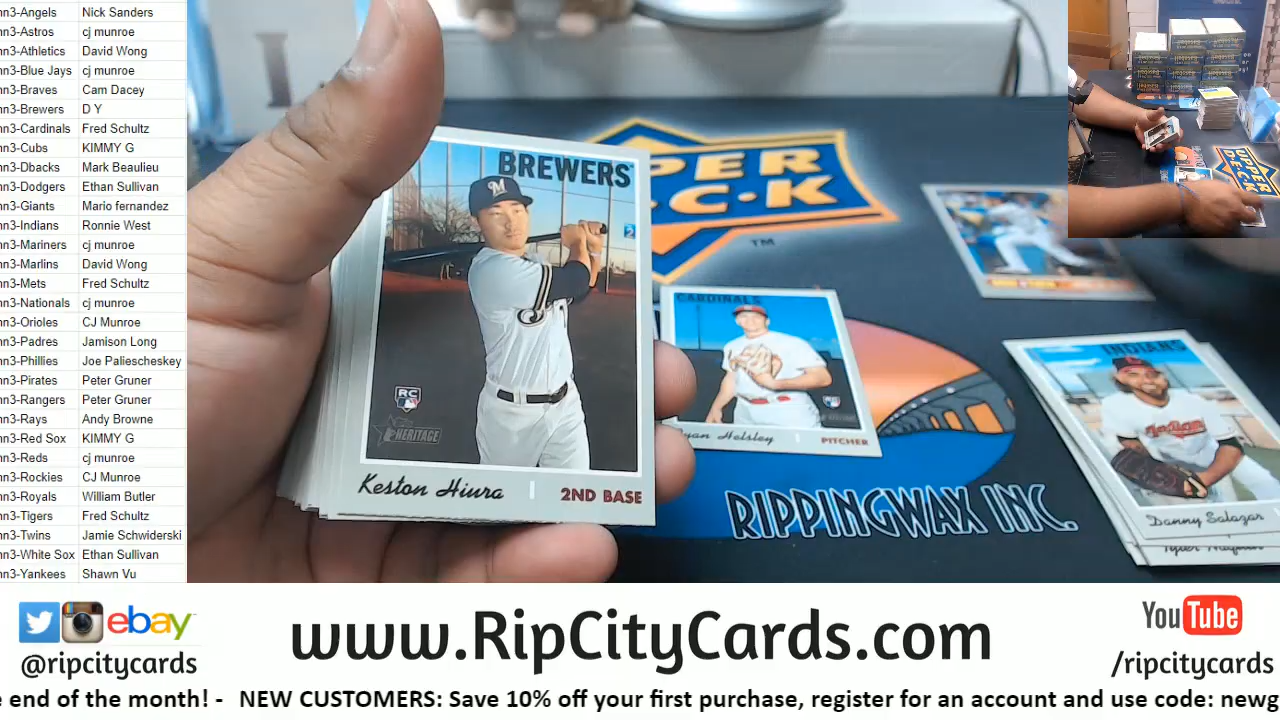 nn3-Angels Nick Sanders
nn3-Astros cj munroe
nn3-Athletics David Wong
nn3-Blue Jays cj munroe
nn3-Braves Cam Dacey
nn3-Brewers D Y
nn3-Cardinals Fred Schultz
nn3-Cubs KIMMY G
nn3-Dbacks Mark Beaulieu
nn3-Dodgers Ethan Sullivan
nn3-Giants Mario fernandez
nn3-Indians Ronnie West
nn3-Mariners cj munroe
nn3-Marlins David Wong
nn3-Mets Fred Schultz
nn3-Nationals cj munroe
nn3-Orioles CJ Munroe
nn3-Padres Jamison Long
nn3-Phillies Joe Paliescheskey
nn3-Pirates Peter Gruner
nn3-Rangers Peter Gruner
nn3-Rays Andy Browne
nn3-Red Sox KIMMY G
nn3-Reds cj munroe
nn3-Rockies CJ Munroe
nn3-Royals William Butler
nn3-Tigers Fred Schultz
nn3-Twins Jamie Schwiderski
nn3-White Sox Ethan Sullivan
nn3-Yankees Shawn Vu
BREWERS
M
RC
HERITAGE
Keston Hiura 2ND BASE
PER
C·K
TM
CARDINALS
yan Helsley PITCHER
INDIANS
Indians
Danny Salazar
RIPPINGWAX INC.
ebay
@ripcitycards
www.RipCityCards.com
YouTube
/ripcitycards
e end of the month! - NEW CUSTOMERS: Save 10% off your first purchase, register for an account and use code: newg